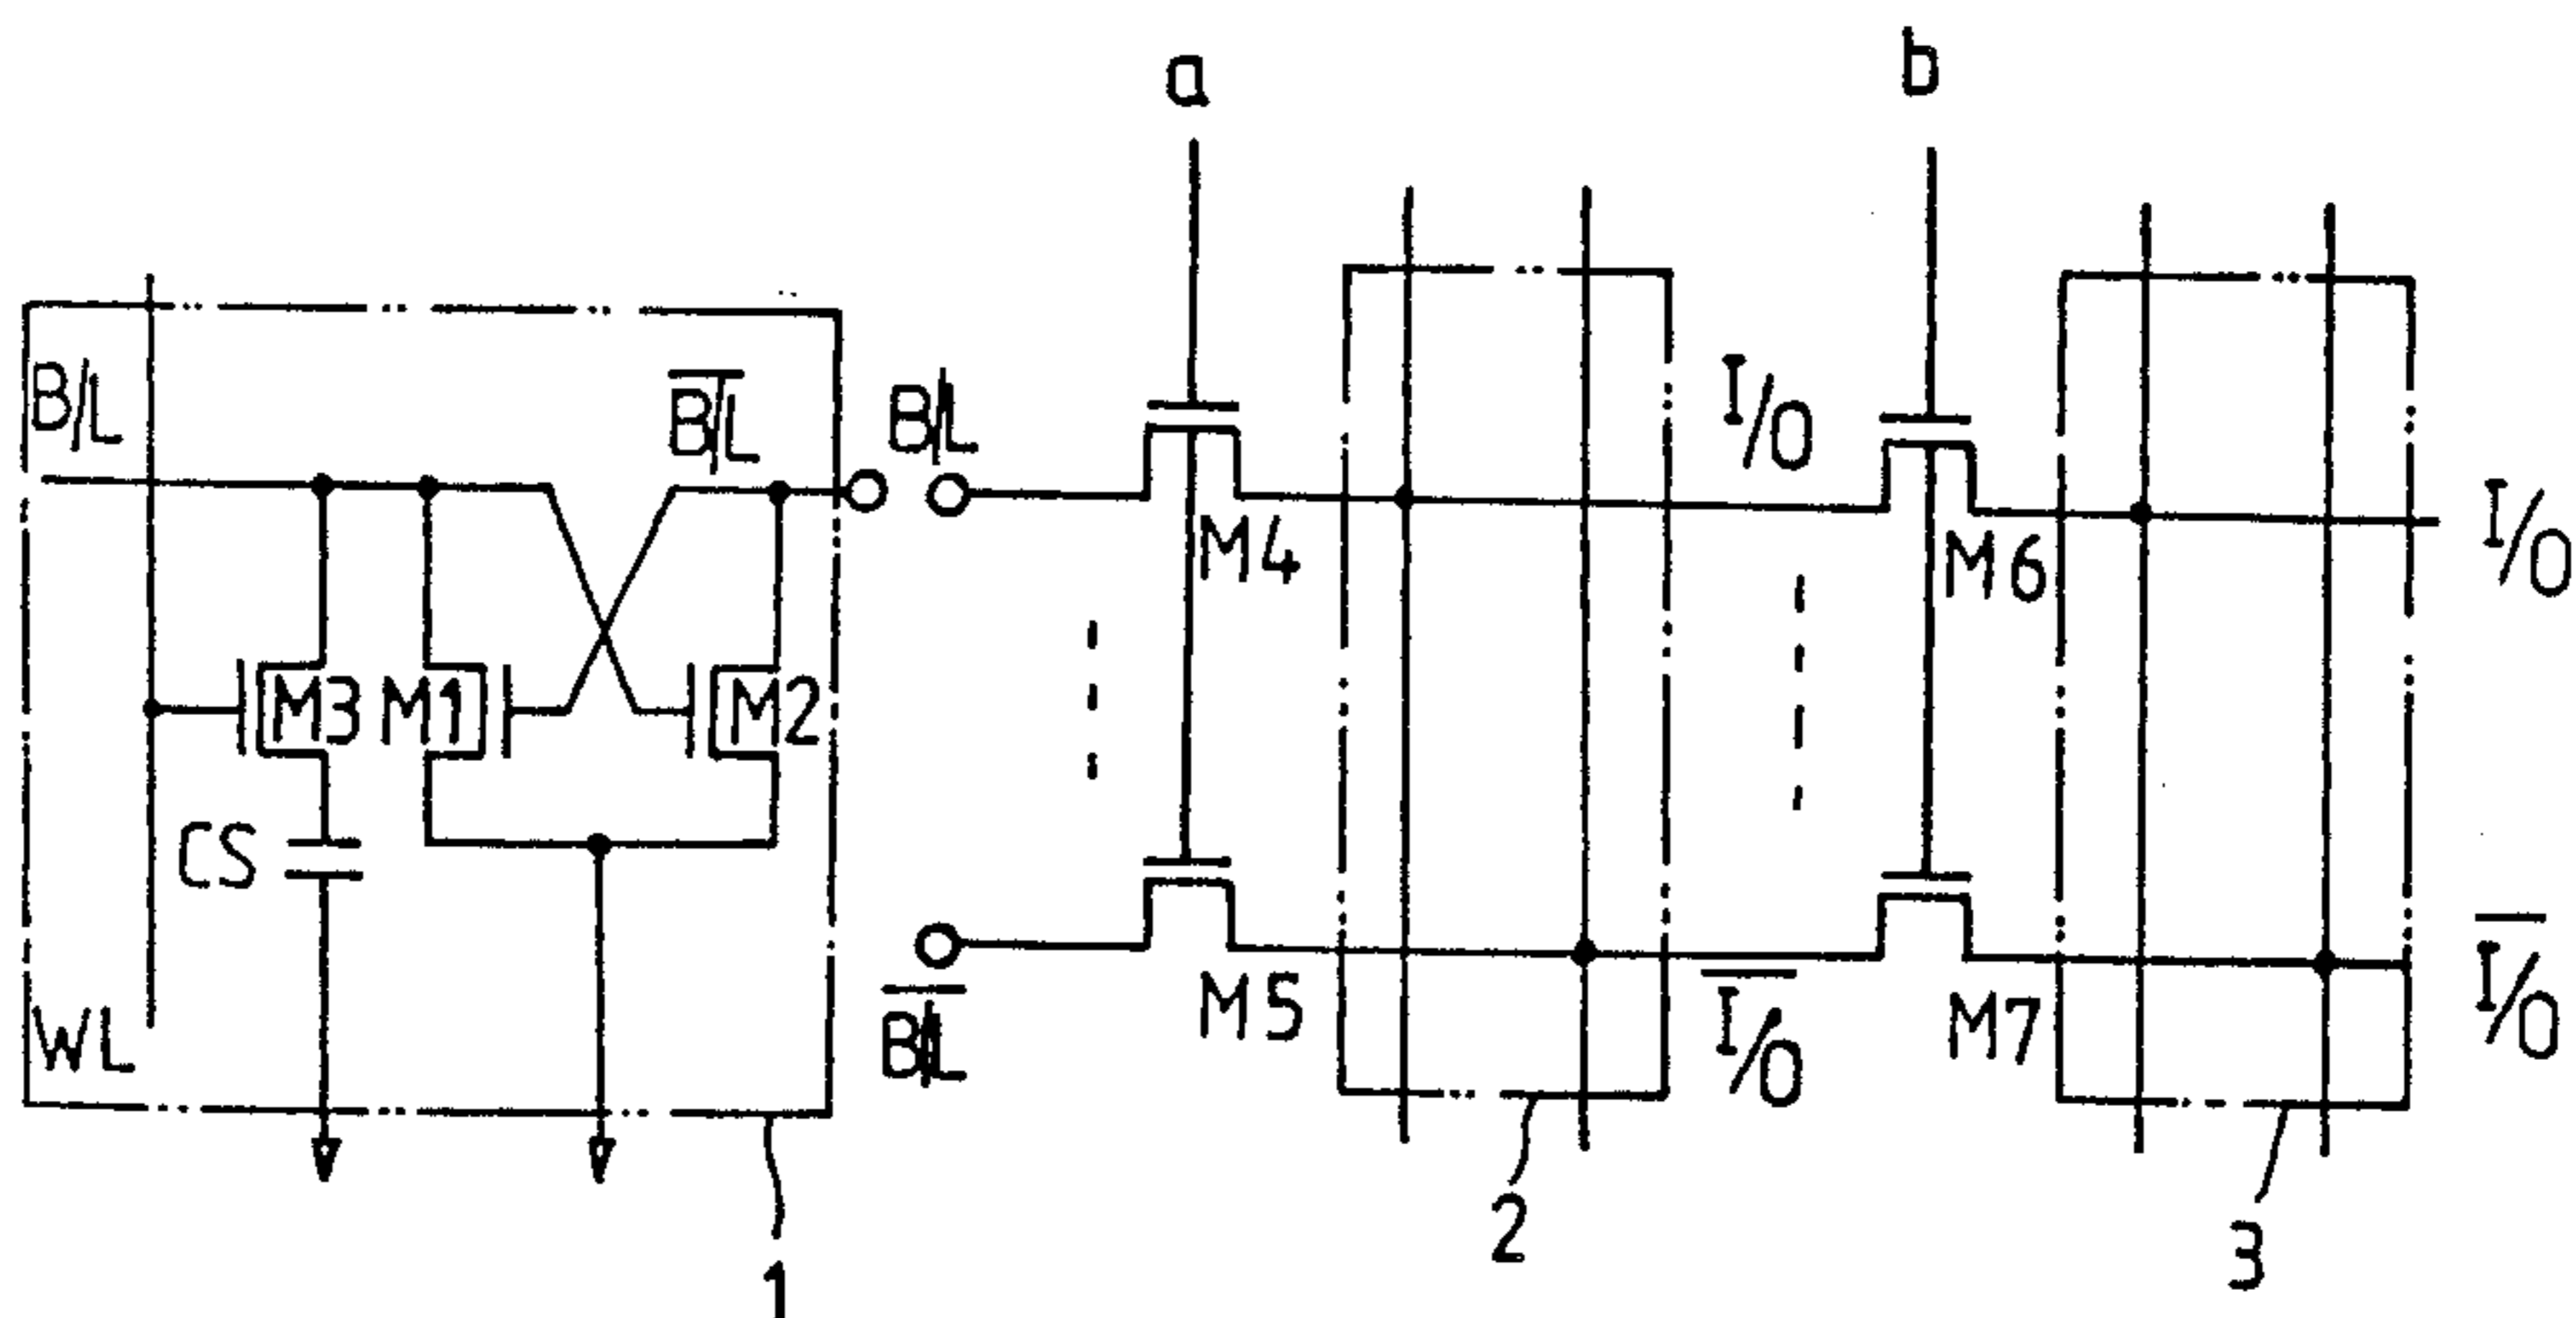 a
b
B/L
B̅/̅L̅
B/L
I/O
I/O
M4
M6
M3
M1
M2
CS
WL
B̅/̅L̅
M5
I̅/̅O̅
M7
I̅/̅O̅
1
2
3